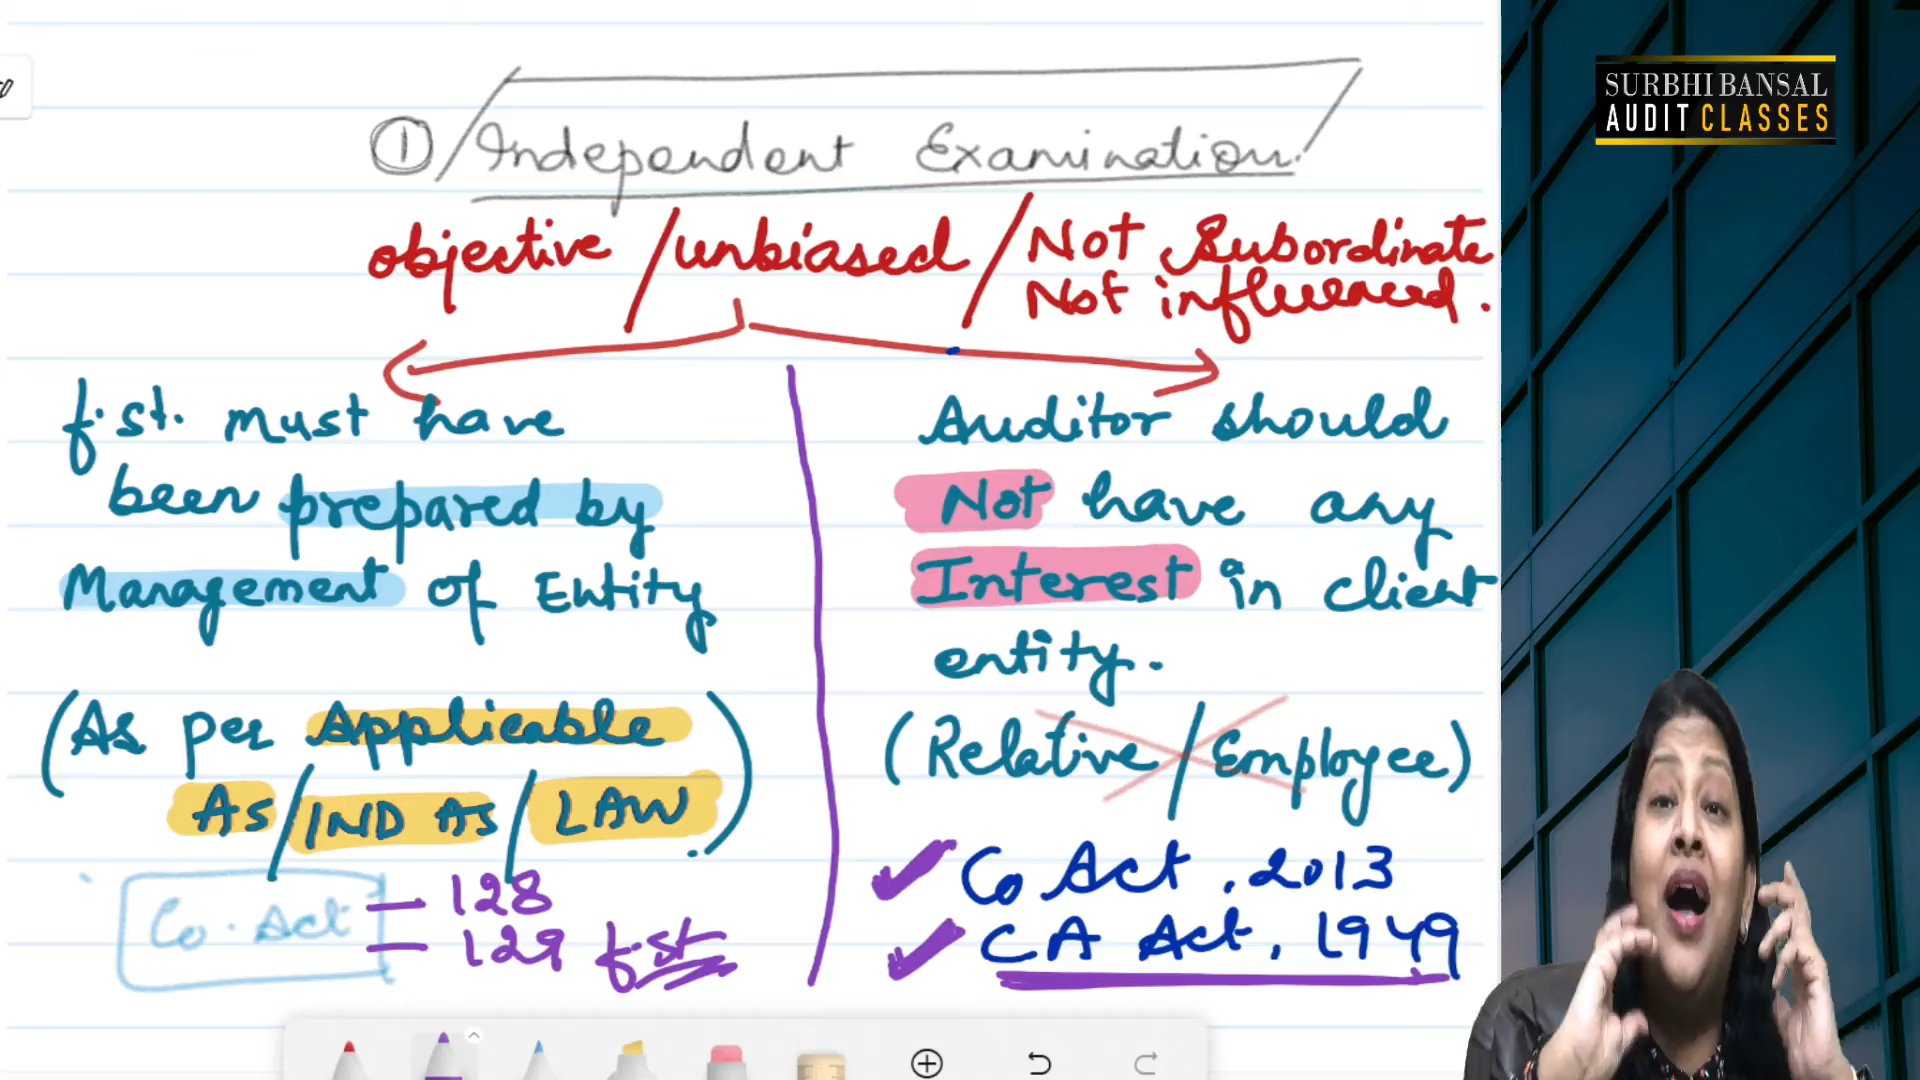 SURBHI BANSAL
AUDIT CLASSES
① Independent Examination.
objective / unbiased / Not Subordinate
Not influenced.
f.st. must have
been prepared by
Management of Entity
(As per Applicable
AS / IND AS / LAW)
Co. Act — 128
— 129 f.st
Auditor should
Not have any
Interest in client
entity.
(Relative / Employee)
✔ Co Act, 2013
✔ CA Act, 1949